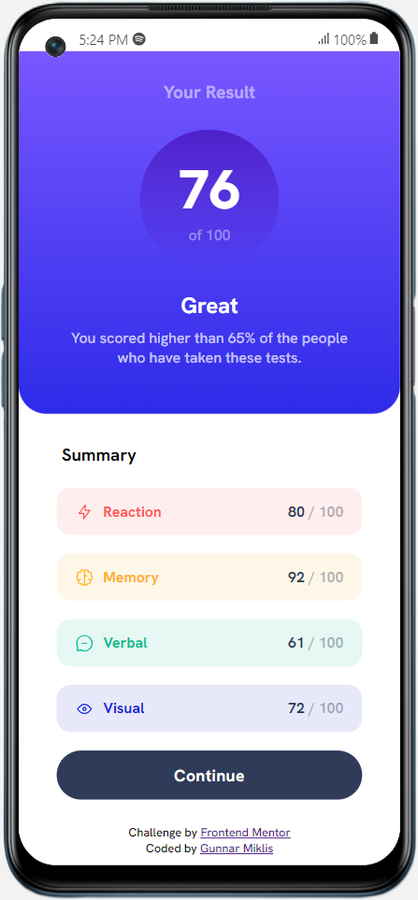 5:24 PM 100%
Your Result
76
of 100
Great
You scored higher than 65% of the people
who have taken these tests.
Summary
Reaction 80 / 100
Memory 92 / 100
Verbal 61 / 100
Visual 72 / 100
Continue
Challenge by Frontend Mentor
Coded by Gunnar Miklis